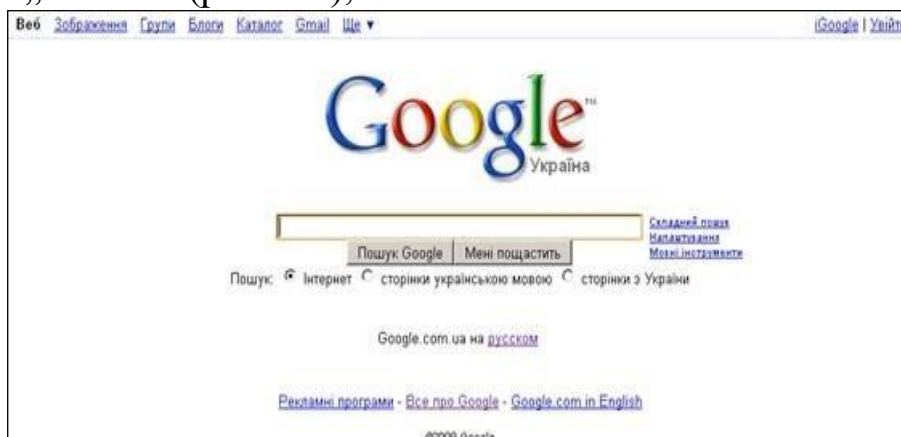 Веб Зображення Групи Блоги Каталог Gmail Ще ▼ iGoogle | Увійт
Google™
Україна
Складний пошук
Налаштування
Мовні інструменти
Пошук Google Мені пощастить
Пошук: Інтернет сторінки українською мовою сторінки з України
Google.com.ua на русском
Рекламні програми - Все про Google - Google.com in English